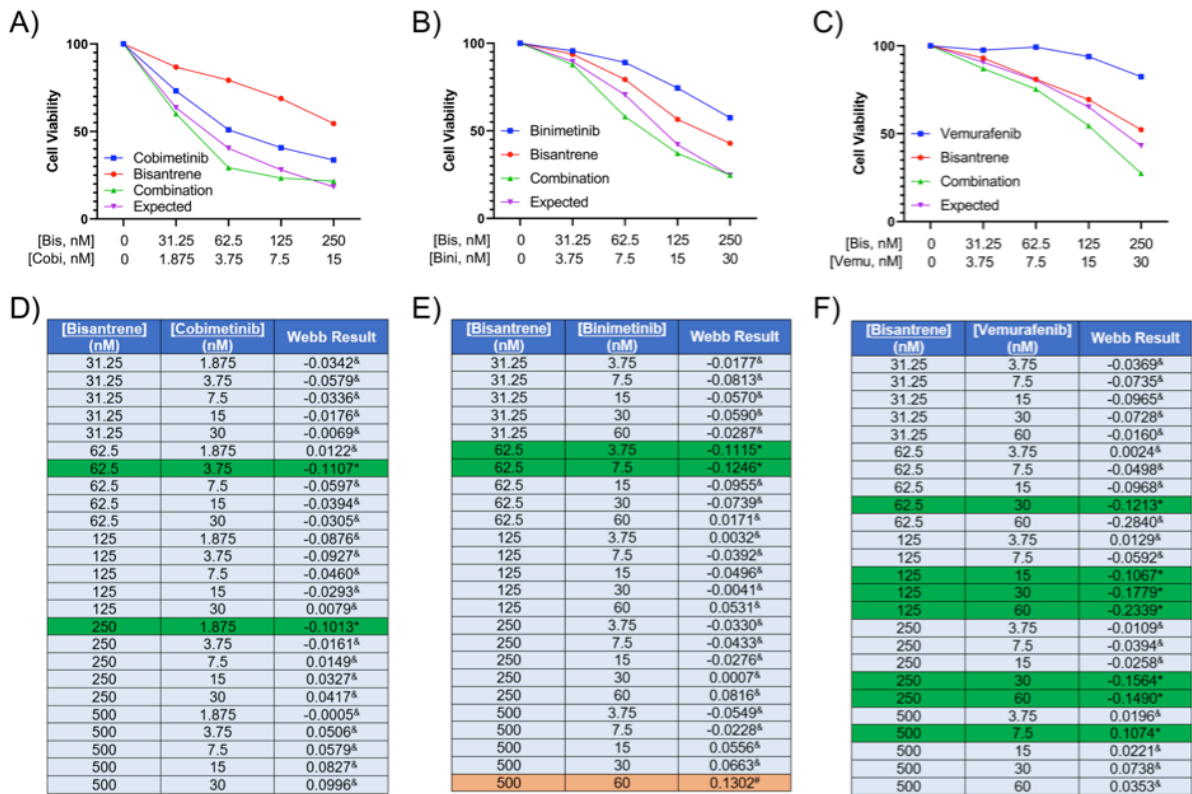 A)
Cell Viability
100
50
0
Cobimetinib
Bisantrene
Combination
Expected
[Bis, nM] 0 31.25 62.5 125 250
[Cobi, nM] 0 1.875 3.75 7.5 15
B)
Cell Viability
100
50
0
Binimetinib
Bisantrene
Combination
Expected
[Bis, nM] 0 31.25 62.5 125 250
[Bini, nM] 0 3.75 7.5 15 30
C)
Cell Viability
100
50
0
Vemurafenib
Bisantrene
Combination
Expected
[Bis, nM] 0 31.25 62.5 125 250
[Vemu, nM] 0 3.75 7.5 15 30
D)
[Bisantrene] [Cobimetinib] Webb Result
(nM) (nM)
31.25 1.875 -0.0342&
31.25 3.75 -0.0579&
31.25 7.5 -0.0336&
31.25 15 -0.0176&
31.25 30 -0.0069&
62.5 1.875 0.0122&
62.5 3.75 -0.1107*
62.5 7.5 -0.0597&
62.5 15 -0.0394&
62.5 30 -0.0305&
125 1.875 -0.0876&
125 3.75 -0.0927&
125 7.5 -0.0460&
125 15 -0.0293&
125 30 0.0079&
250 1.875 -0.1013*
250 3.75 -0.0161&
250 7.5 0.0149&
250 15 0.0327&
250 30 0.0417&
500 1.875 -0.0005&
500 3.75 0.0506&
500 7.5 0.0579&
500 15 0.0827&
500 30 0.0996&
E)
[Bisantrene] [Binimetinib] Webb Result
(nM) (nM)
31.25 3.75 -0.0177&
31.25 7.5 -0.0813&
31.25 15 -0.0570&
31.25 30 -0.0590&
31.25 60 -0.0287&
62.5 3.75 -0.1115*
62.5 7.5 -0.1246*
62.5 15 -0.0955&
62.5 30 -0.0739&
62.5 60 0.0171&
125 3.75 0.0032&
125 7.5 -0.0392&
125 15 -0.0496&
125 30 -0.0041&
125 60 0.0531&
250 3.75 -0.0330&
250 7.5 -0.0433&
250 15 -0.0276&
250 30 0.0007&
250 60 0.0816&
500 3.75 -0.0549&
500 7.5 -0.0228&
500 15 0.0556&
500 30 0.0663&
500 60 0.1302#
F)
[Bisantrene] [Vemurafenib] Webb Result
(nM) (nM)
31.25 3.75 -0.0369&
31.25 7.5 -0.0735&
31.25 15 -0.0965&
31.25 30 -0.0728&
31.25 60 -0.0160&
62.5 3.75 0.0024&
62.5 7.5 -0.0498&
62.5 15 -0.0968&
62.5 30 -0.1213*
62.5 60 -0.2840&
125 3.75 0.0129&
125 7.5 -0.0592&
125 15 -0.1067*
125 30 -0.1779*
125 60 -0.2339*
250 3.75 -0.0109&
250 7.5 -0.0394&
250 15 -0.0258&
250 30 -0.1564*
250 60 -0.1490*
500 3.75 0.0196&
500 7.5 0.1074*
500 15 0.0221&
500 30 0.0738&
500 60 0.0353&